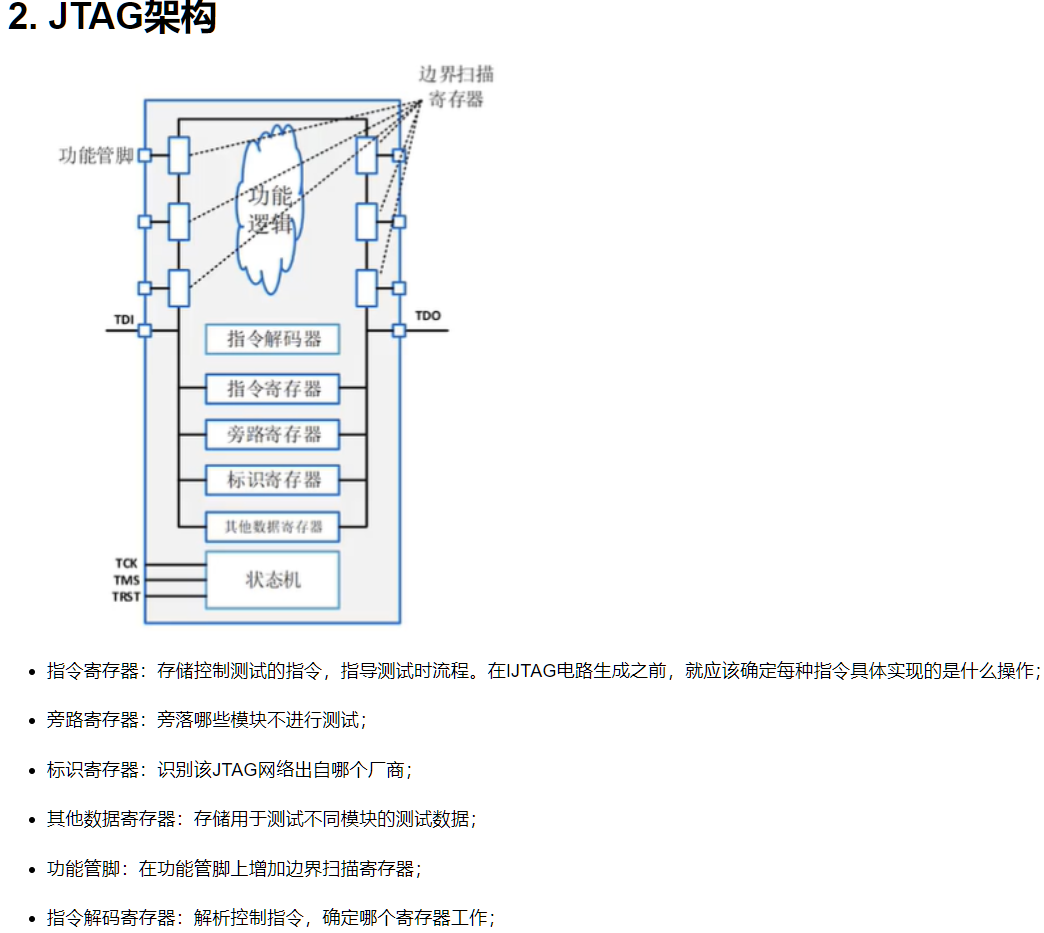 2. JTAG架构
边界扫描
寄存器
功能管脚
功能
逻辑
TDI
TDO
指令解码器
指令寄存器
旁路寄存器
标识寄存器
其他数据寄存器
TCK
TMS
TRST
状态机
• 指令寄存器：存储控制测试的指令，指导测试时流程。在IJTAG电路生成之前，就应该确定每种指令具体实现的是什么操作；
• 旁路寄存器：旁落哪些模块不进行测试；
• 标识寄存器：识别该JTAG网络出自哪个厂商；
• 其他数据寄存器：存储用于测试不同模块的测试数据；
• 功能管脚：在功能管脚上增加边界扫描寄存器；
• 指令解码寄存器：解析控制指令，确定哪个寄存器工作；